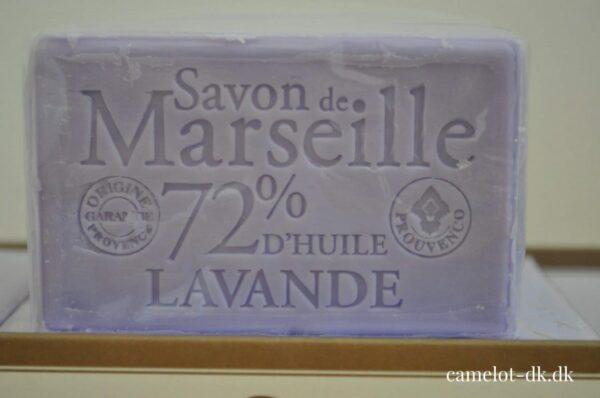 Savon de
Marseille
ORIGINE
GARANTIE
PROVENCE
72%
D'HUILE
PROUVENCO
LAVANDE
camelot-dk.dk